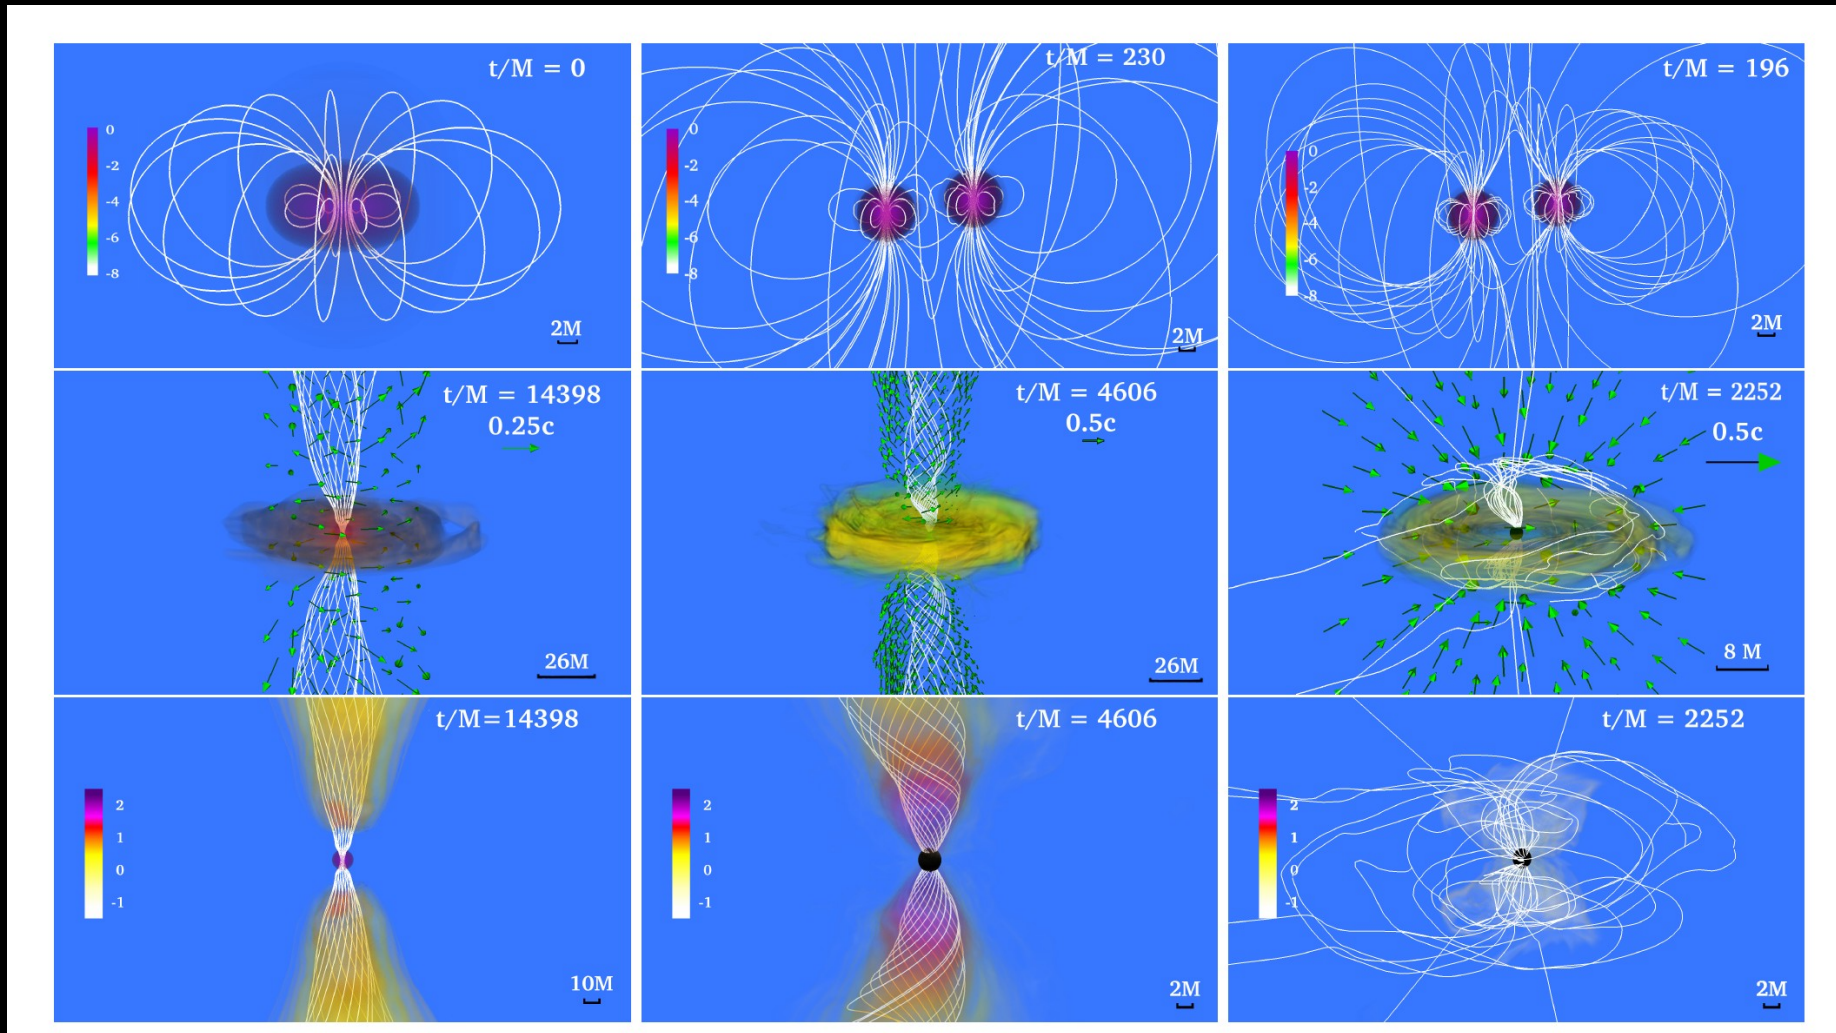 t/M = 0
0
-2
-4
-6
-8
2M
t/M = 230
0
-2
-4
-6
-8
2M
t/M = 196
0
-2
-4
-6
-8
2M
t/M = 14398
0.25c
26M
t/M = 4606
0.5c
26M
t/M = 2252
0.5c
8 M
t/M=14398
2
1
0
-1
10M
t/M = 4606
2
1
0
-1
2M
t/M = 2252
2
1
0
-1
2M